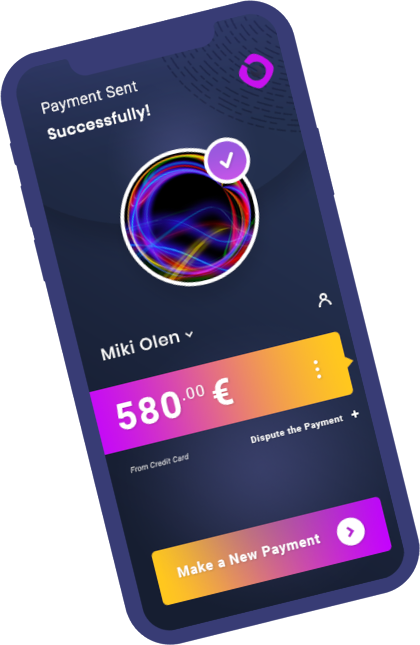 Payment Sent
Successfully!
Miki Olen
580.00 €
From Credit Card
Dispute the Payment +
Make a New Payment